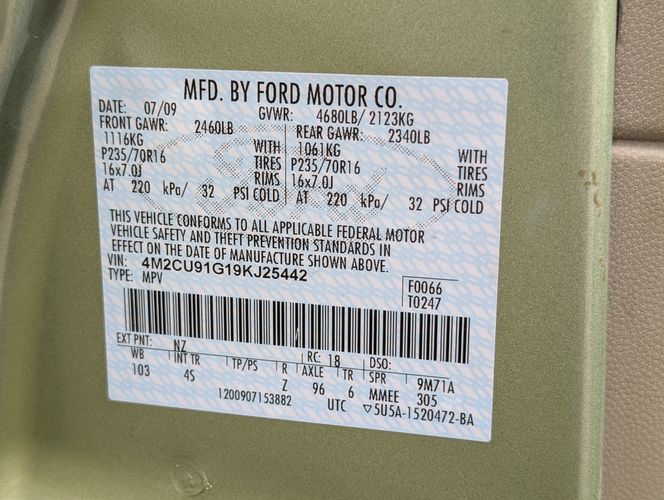 MFD. BY FORD MOTOR CO.
DATE: 07/09 GVWR: 4680LB/ 2123KG
FRONT GAWR: 2460LB REAR GAWR: 2340LB
1116KG WITH 1061KG WITH
P235/70R16 TIRES P235/70R16 TIRES
16x7.0J RIMS 16x7.0J RIMS
AT 220 kPa/ 32 PSI COLD AT 220 kPa/ 32 PSI COLD
THIS VEHICLE CONFORMS TO ALL APPLICABLE FEDERAL MOTOR
VEHICLE SAFETY AND THEFT PREVENTION STANDARDS IN
EFFECT ON THE DATE OF MANUFACTURE SHOWN ABOVE.
VIN: 4M2CU91G19KJ25442
TYPE: MPV
F0066
T0247
EXT PNT: NZ RC: 18 DSO:
WB INT TR TP/PS R AXLE TR SPR 9M71A
103 4S Z 96 6 MMEE 305
1200907153882 UTC ▽5U5A-1520472-BA